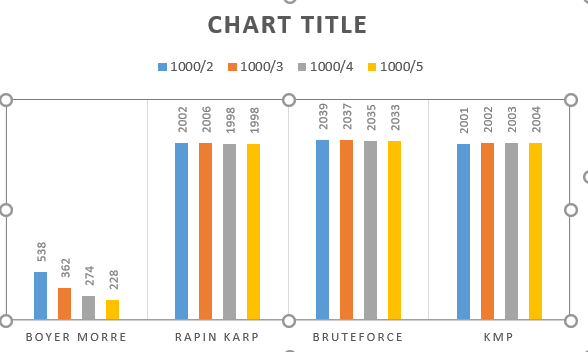 CHART TITLE
1000/2 1000/3 1000/4 1000/5
538 362 274 228 2002 2006 1998 1998 2039 2037 2035 2033 2001 2002 2003 2004
BOYER MORRE RAPIN KARP BRUTEFORCE KMP